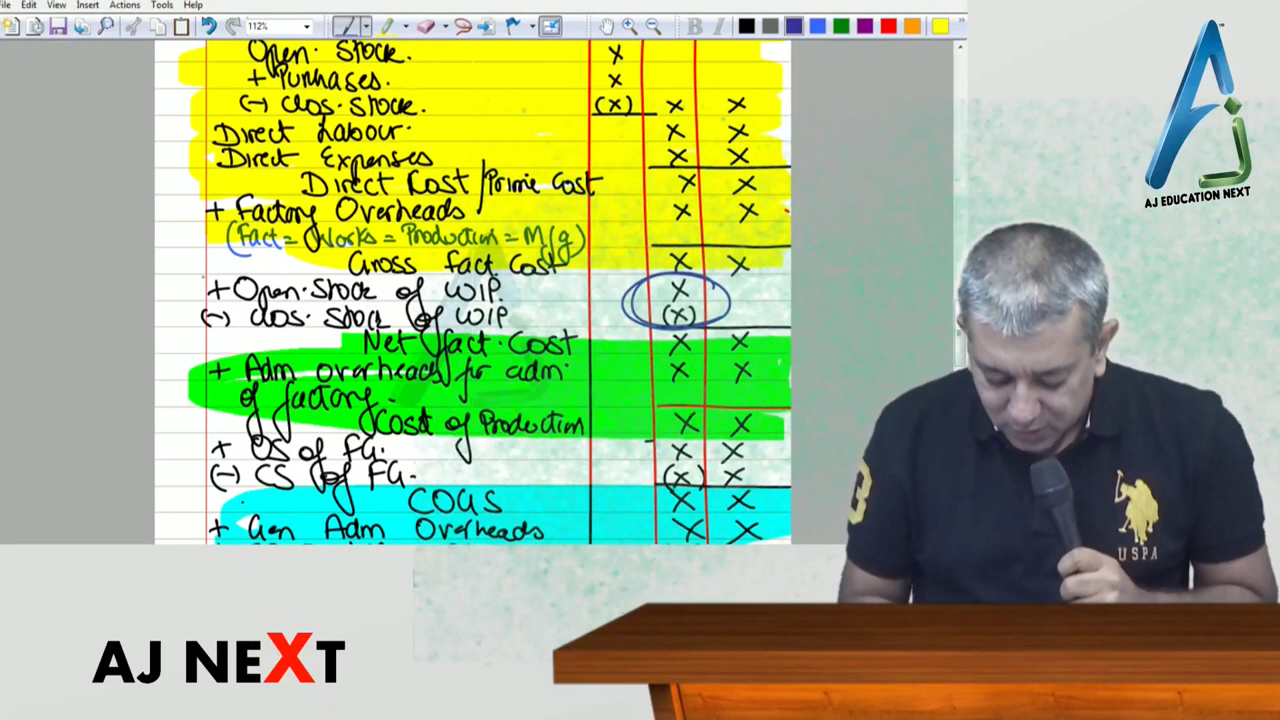 File Edit View Insert Actions Tools Help
112%
B I
Open. Stock. X
+ Purchases. X
(-) Clos. Stock. (X) X X
Direct Labour. X X
Direct Expenses X X
Direct Cost / Prime Cost X X
+ Factory Overheads X X
(Fact = Works = Production = M/g)
Gross fact. Cost X X
+ Open. Stock of WIP. X
(-) Clos. Stock of WIP (X)
Net fact. Cost X X
+ Adm overheads for adm. X X
of factory.
Cost of Production X X
+ OS of FG. X X
(-) CS of FG. (X) X
COGS X X
+ Gen Adm Overheads X X
AJ EDUCATION NEXT
3
USPA
AJ NEXT